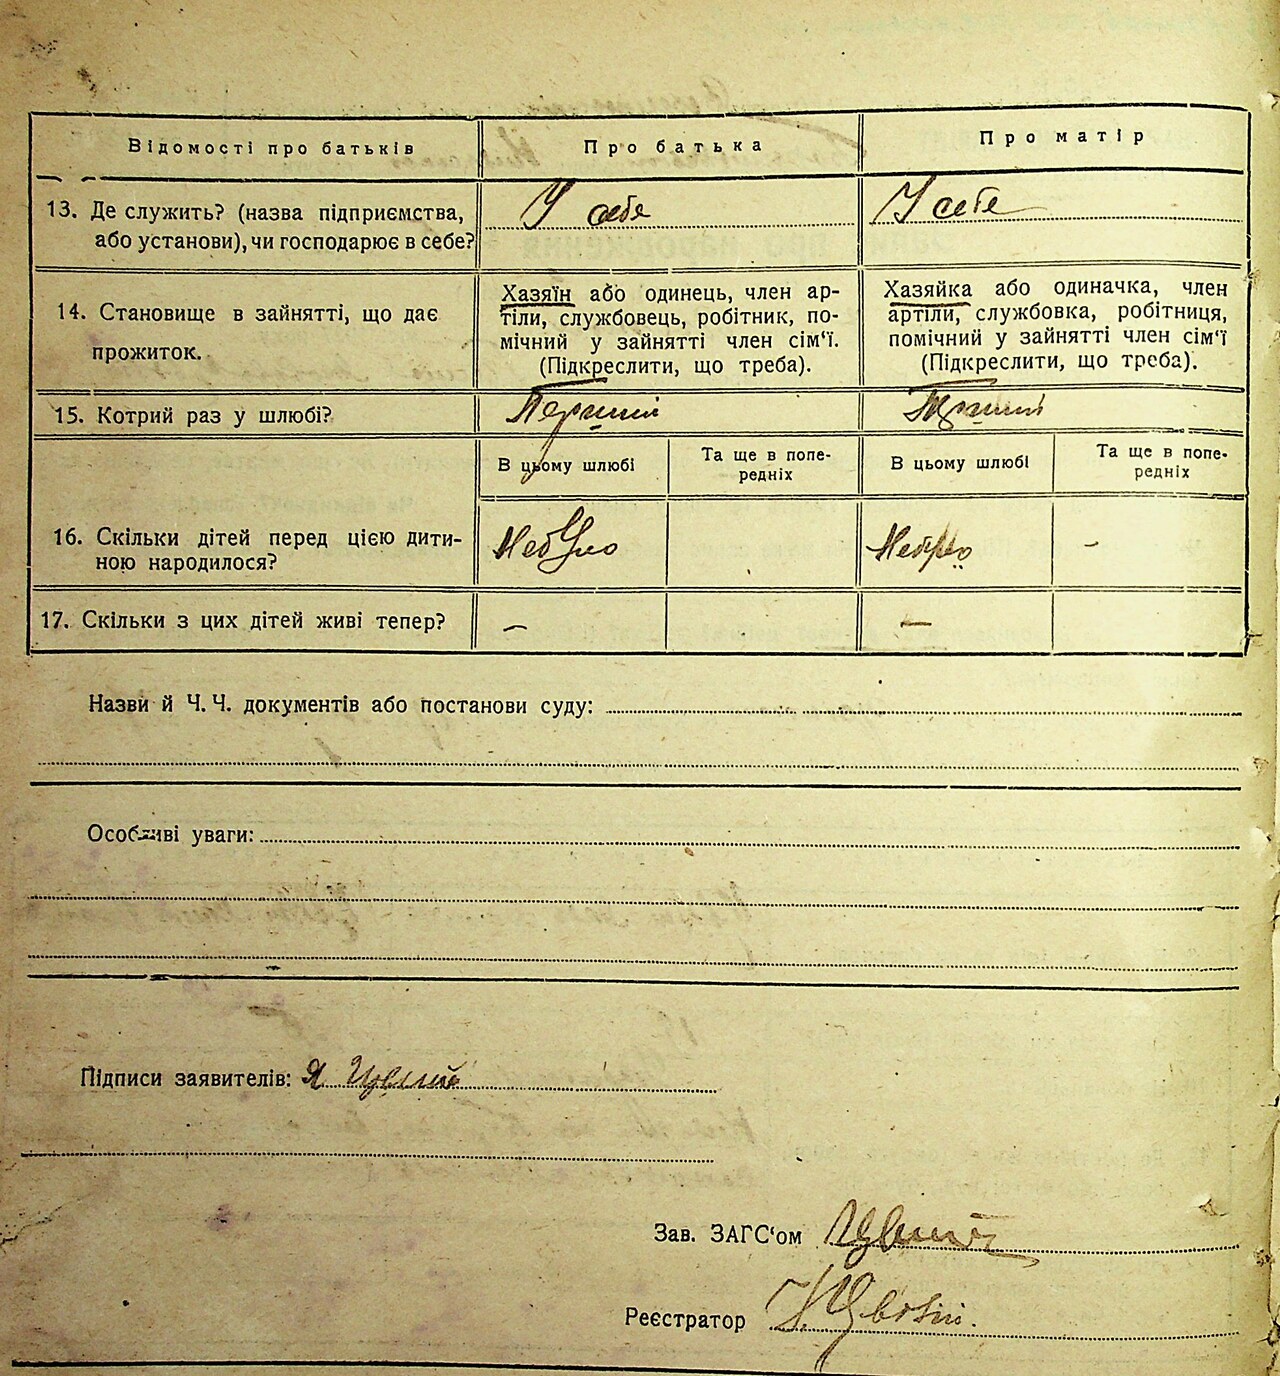 Відомості про батьків
Про батька
Про матір
13. Де служить? (назва підприємства,
або установи), чи господарює в себе?
У себе
У себе
14. Становище в зайнятті, що дає
прожиток.
Хазяїн або одинець, член ар-
тіли, службовець, робітник, по-
мічний у зайнятті член сім'ї.
(Підкреслити, що треба).
Хазяйка або одиначка, член
артіли, службовка, робітниця,
помічний у зайнятті член сім'ї
(Підкреслити, що треба).
15. Котрий раз у шлюбі?
Перший
Перший
В цьому шлюбі
Та ще в попе-
редніх
В цьому шлюбі
Та ще в попе-
редніх
16. Скільки дітей перед цією дити-
ною народилося?
Небуло
Небуло
-
17. Скільки з цих дітей живі тепер?
—
—
Назви й Ч. Ч. документів або постанови суду:
Особливі уваги:
Підписи заявителів: Я
Зав. ЗАГС'ом
Реєстратор